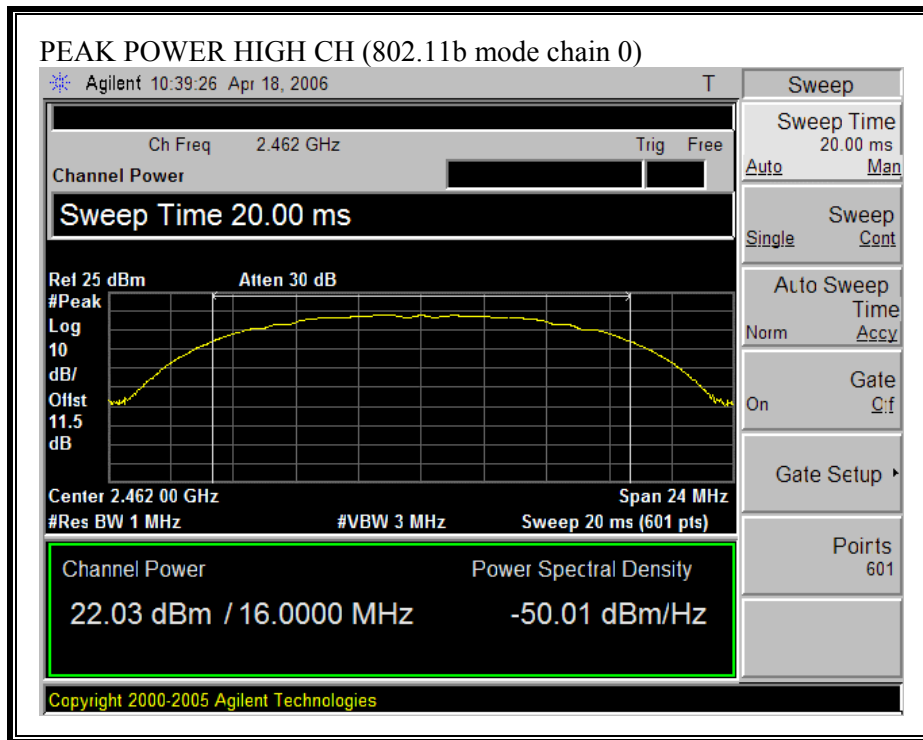 PEAK POWER HIGH CH (802.11b mode chain 0)
Agilent 10:39:26 Apr 18, 2006 T
Ch Freq 2.462 GHz Trig Free
Channel Power
Sweep Time 20.00 ms
Ref 25 dBm Atten 30 dB
#Peak
Log
10
dB/
Offst
11.5
dB
Center 2.462 00 GHz Span 24 MHz
#Res BW 1 MHz #VBW 3 MHz Sweep 20 ms (601 pts)
Channel Power Power Spectral Density
22.03 dBm / 16.0000 MHz -50.01 dBm/Hz
Copyright 2000-2005 Agilent Technologies
Sweep
Sweep Time
20.00 ms
Auto Man
Sweep
Single Cont
Auto Sweep
Time
Norm Accy
Gate
On Off
Gate Setup
Points
601